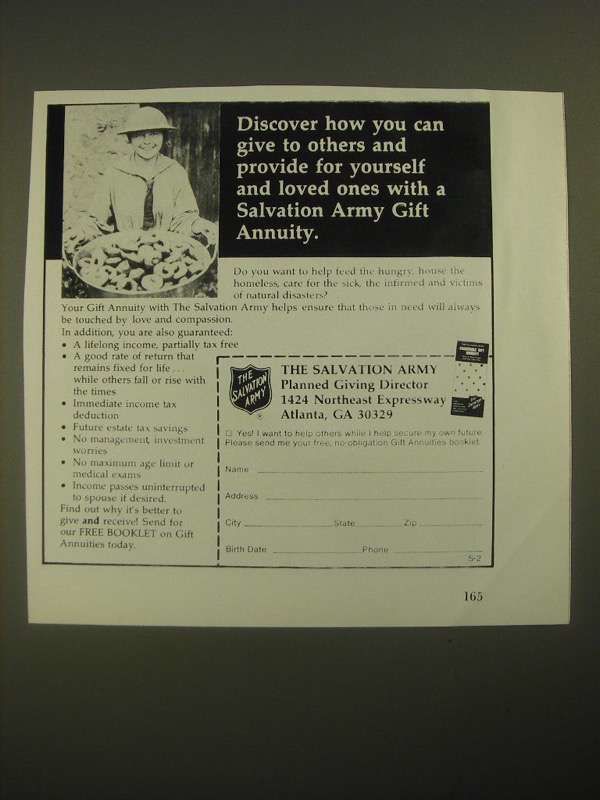 Discover how you can
give to others and
provide for yourself
and loved ones with a
Salvation Army Gift
Annuity.
Do you want to help feed the hungry, house the
homeless, care for the sick, the infirmed and victims
of natural disasters?
Your Gift Annuity with The Salvation Army helps ensure that those in need will always
be touched by love and compassion.
In addition, you are also guaranteed:
• A lifelong income, partially tax free
• A good rate of return that
remains fixed for life . . .
while others fall or rise with
the times
• Immediate income tax
deduction
• Future estate tax savings
• No management, investment
worries
• No maximum age limit or
medical exams
• Income passes uninterrupted
to spouse if desired.
Find out why it's better to
give and receive! Send for
our FREE BOOKLET on Gift
Annuities today.
THE
SALVATION
ARMY
®
THE SALVATION ARMY
Planned Giving Director
1424 Northeast Expressway
Atlanta, GA 30329
☐ Yes! I want to help others while I help secure my own future.
Please send me your free, no-obligation Gift Annuities booklet.
Name
Address
City State Zip
Birth Date Phone
5-2
165